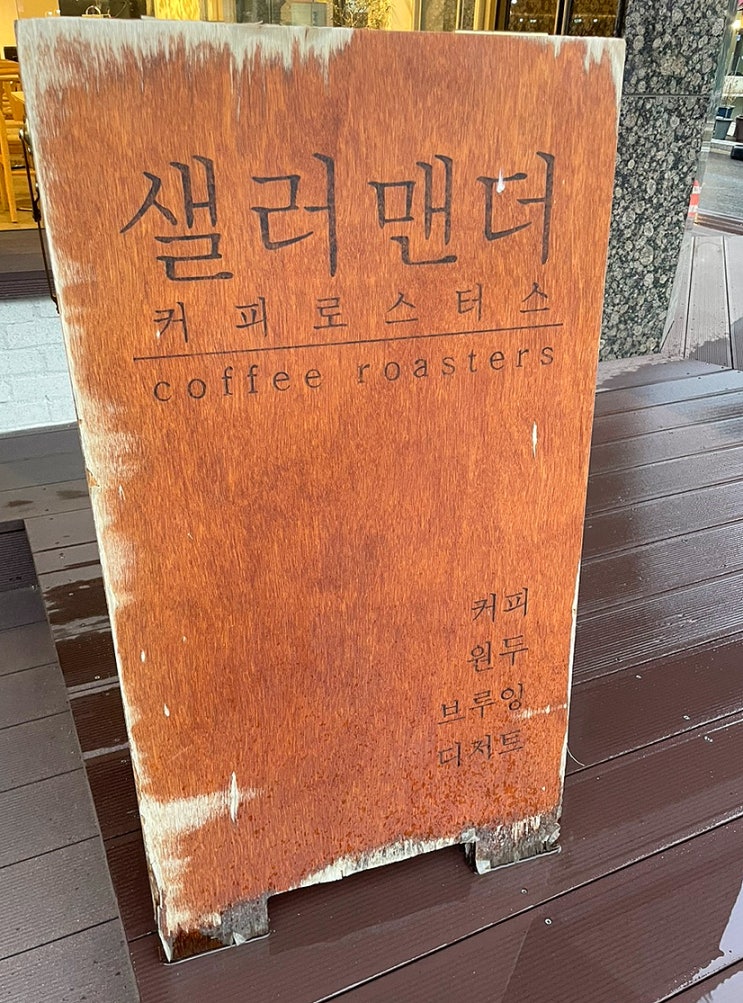 샐러맨더
커피로스터스
coffee roasters
커피
원두
브루잉
디저트